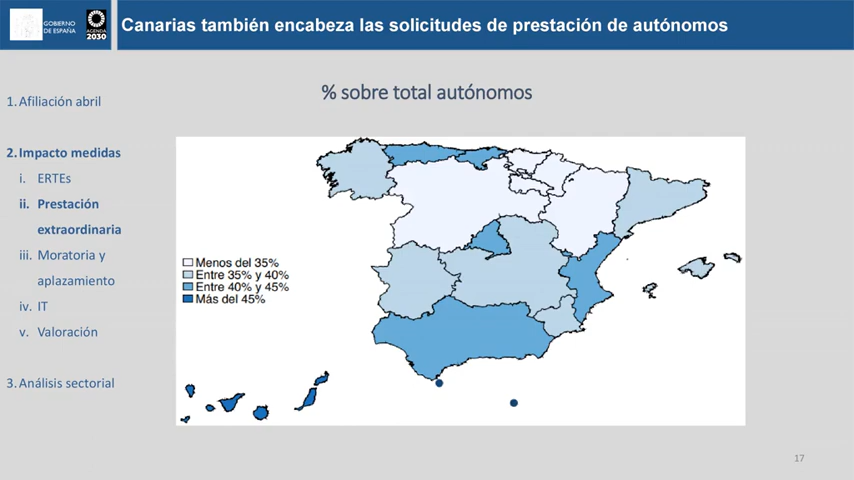 GOBIERNO
DE ESPAÑA
AGENDA
2030
Canarias también encabeza las solicitudes de prestación de autónomos
1. Afiliación abril
2. Impacto medidas
i. ERTEs
ii. Prestación
extraordinaria
iii. Moratoria y
aplazamiento
iv. IT
v. Valoración
3. Análisis sectorial
% sobre total autónomos
Menos del 35%
Entre 35% y 40%
Entre 40% y 45%
Más del 45%
17